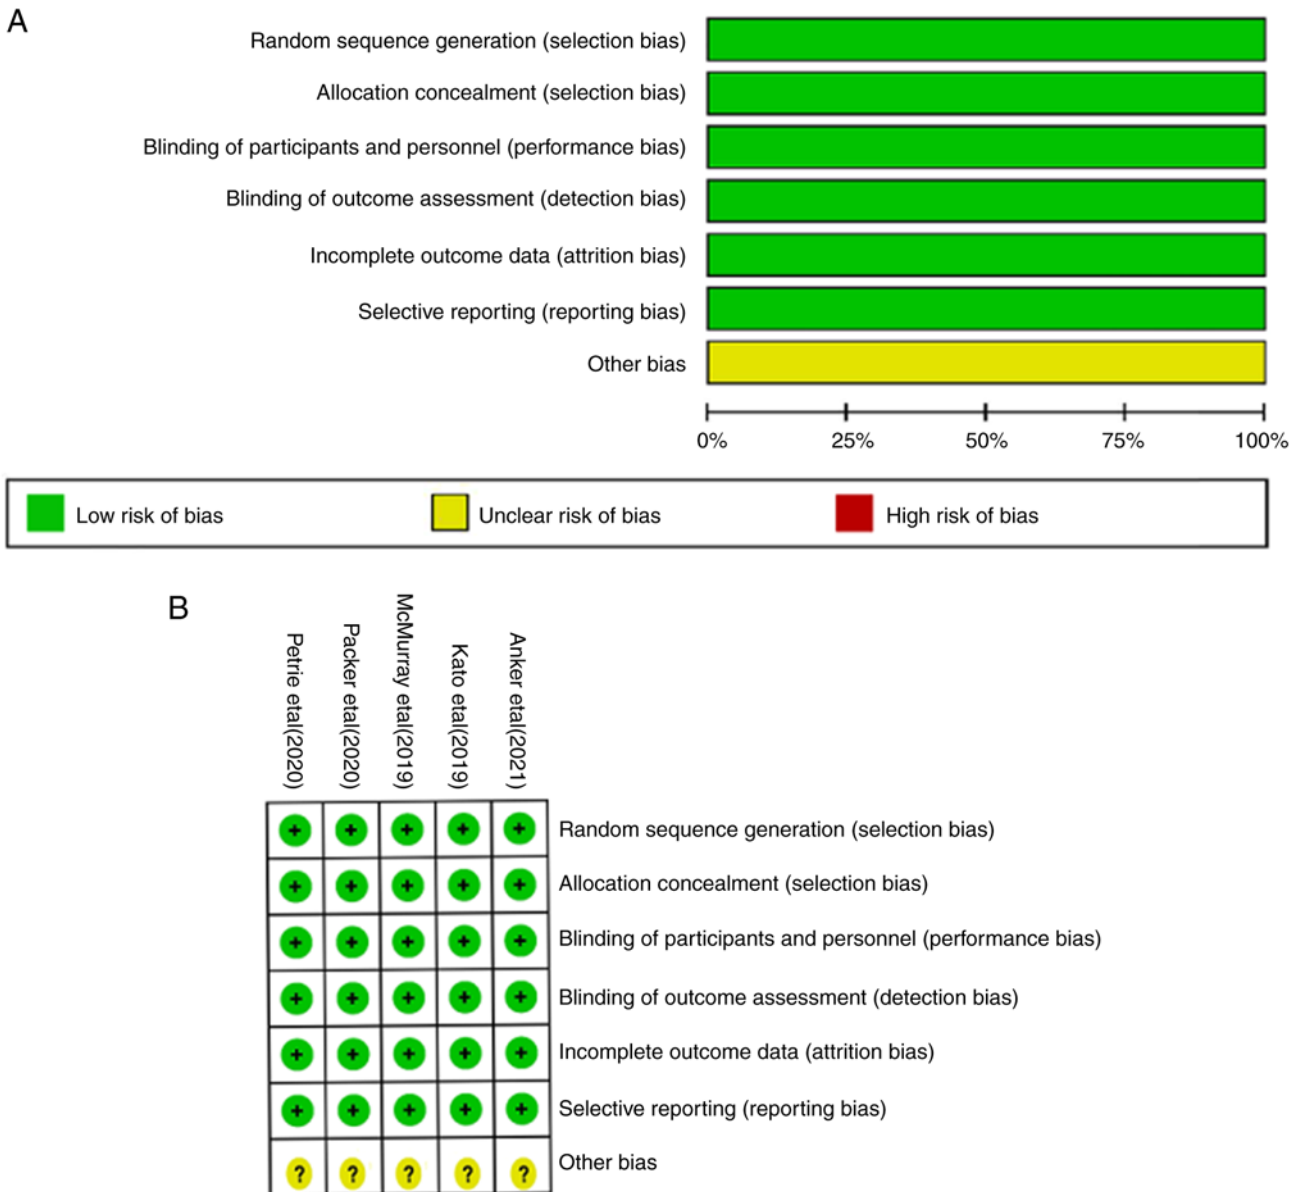 A
Random sequence generation (selection bias)
Allocation concealment (selection bias)
Blinding of participants and personnel (performance bias)
Blinding of outcome assessment (detection bias)
Incomplete outcome data (attrition bias)
Selective reporting (reporting bias)
Other bias
0% 25% 50% 75% 100%
Low risk of bias Unclear risk of bias High risk of bias
B
Petrie etal(2020)
Packer etal(2020)
McMurray etal(2019)
Kato etal(2019)
Anker etal(2021)
+ + + + + Random sequence generation (selection bias)
+ + + + + Allocation concealment (selection bias)
+ + + + + Blinding of participants and personnel (performance bias)
+ + + + + Blinding of outcome assessment (detection bias)
+ + + + + Incomplete outcome data (attrition bias)
+ + + + + Selective reporting (reporting bias)
? ? ? ? ? Other bias